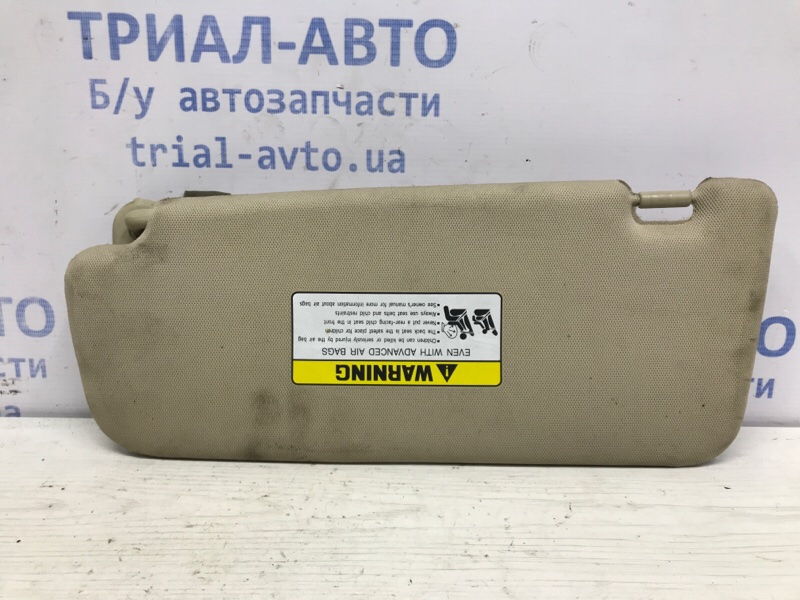 ТРИАЛ-АВТО
Б/у автозапчасти
trial-avto.ua
WARNING
EVEN WITH ADVANCED AIR BAGS
• Children can be killed or seriously injured by the air bag
• The back seat is the safest place for children
• Never put a rear-facing child seat in the front
• Always use seat belts and child restraints
• See owner's manual for more information about air bags